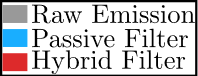 Raw Emission
Passive Filter
Hybrid Filter